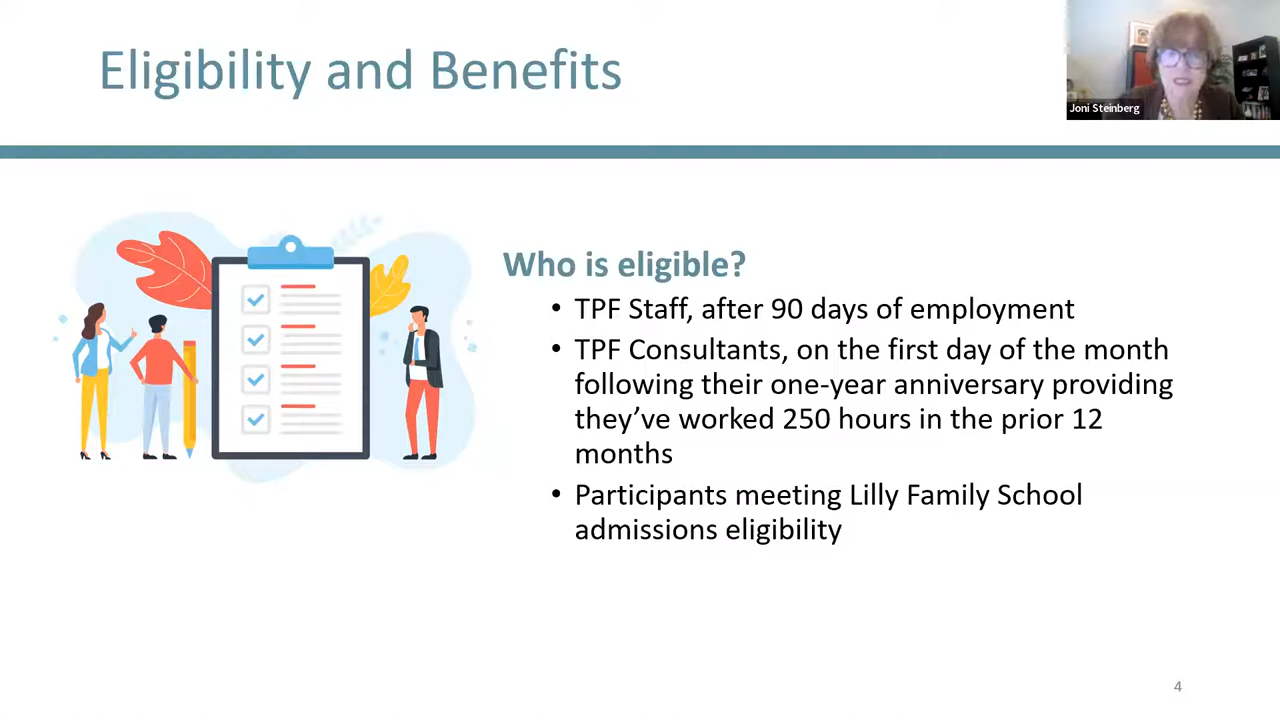 Eligibility and Benefits
Joni Steinberg
Who is eligible?
• TPF Staff, after 90 days of employment
• TPF Consultants, on the first day of the month
following their one-year anniversary providing
they’ve worked 250 hours in the prior 12
months
• Participants meeting Lilly Family School
admissions eligibility
4